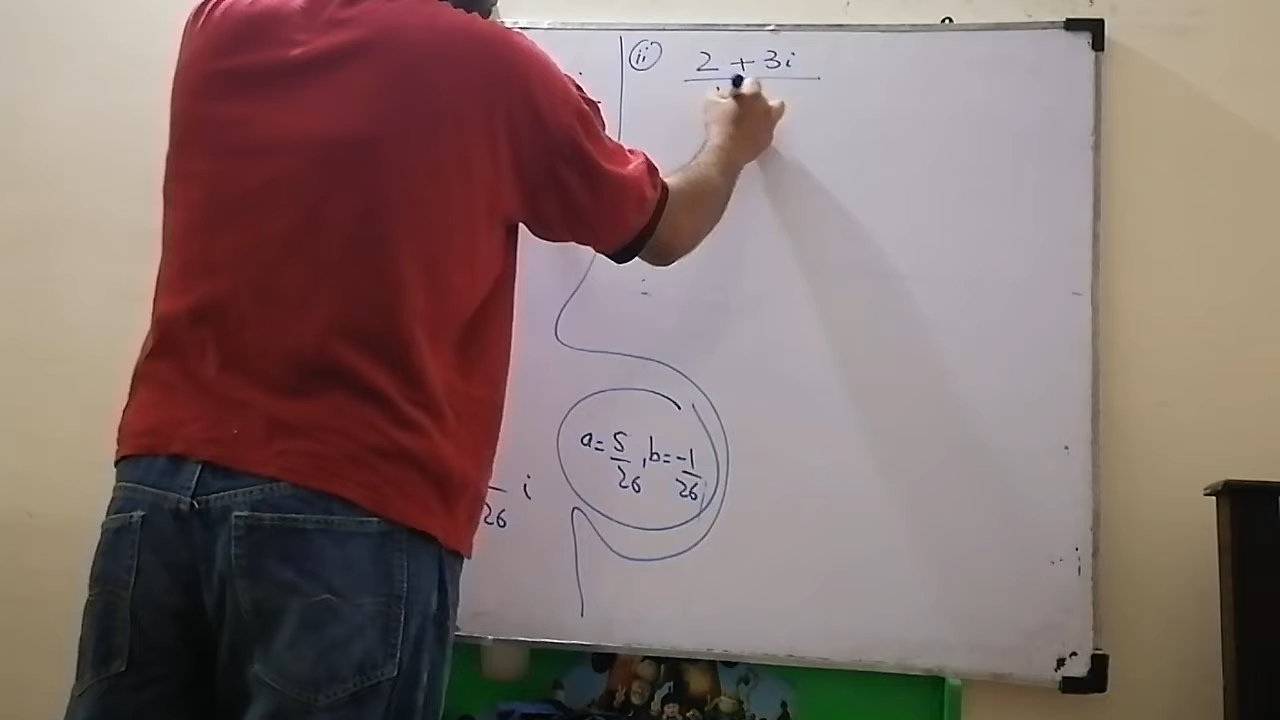 (ii) 2 + 3i
a = 5/26, b = -1/26
/26 i